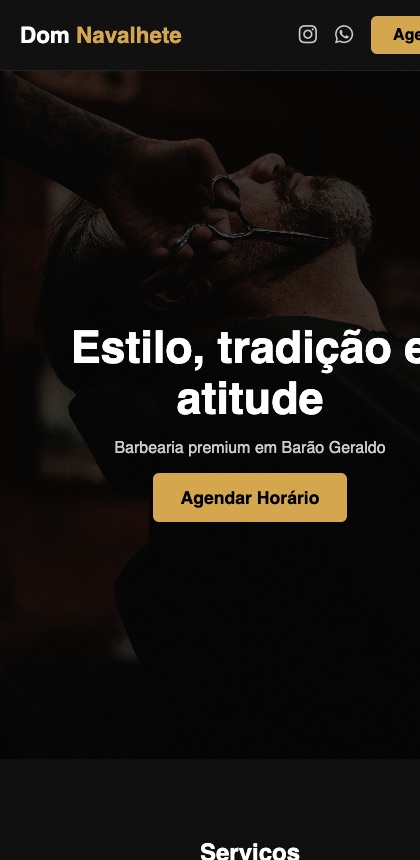 Dom Navalhete
Age
Estilo, tradição e
atitude
Barbearia premium em Barão Geraldo
Agendar Horário
Serviços